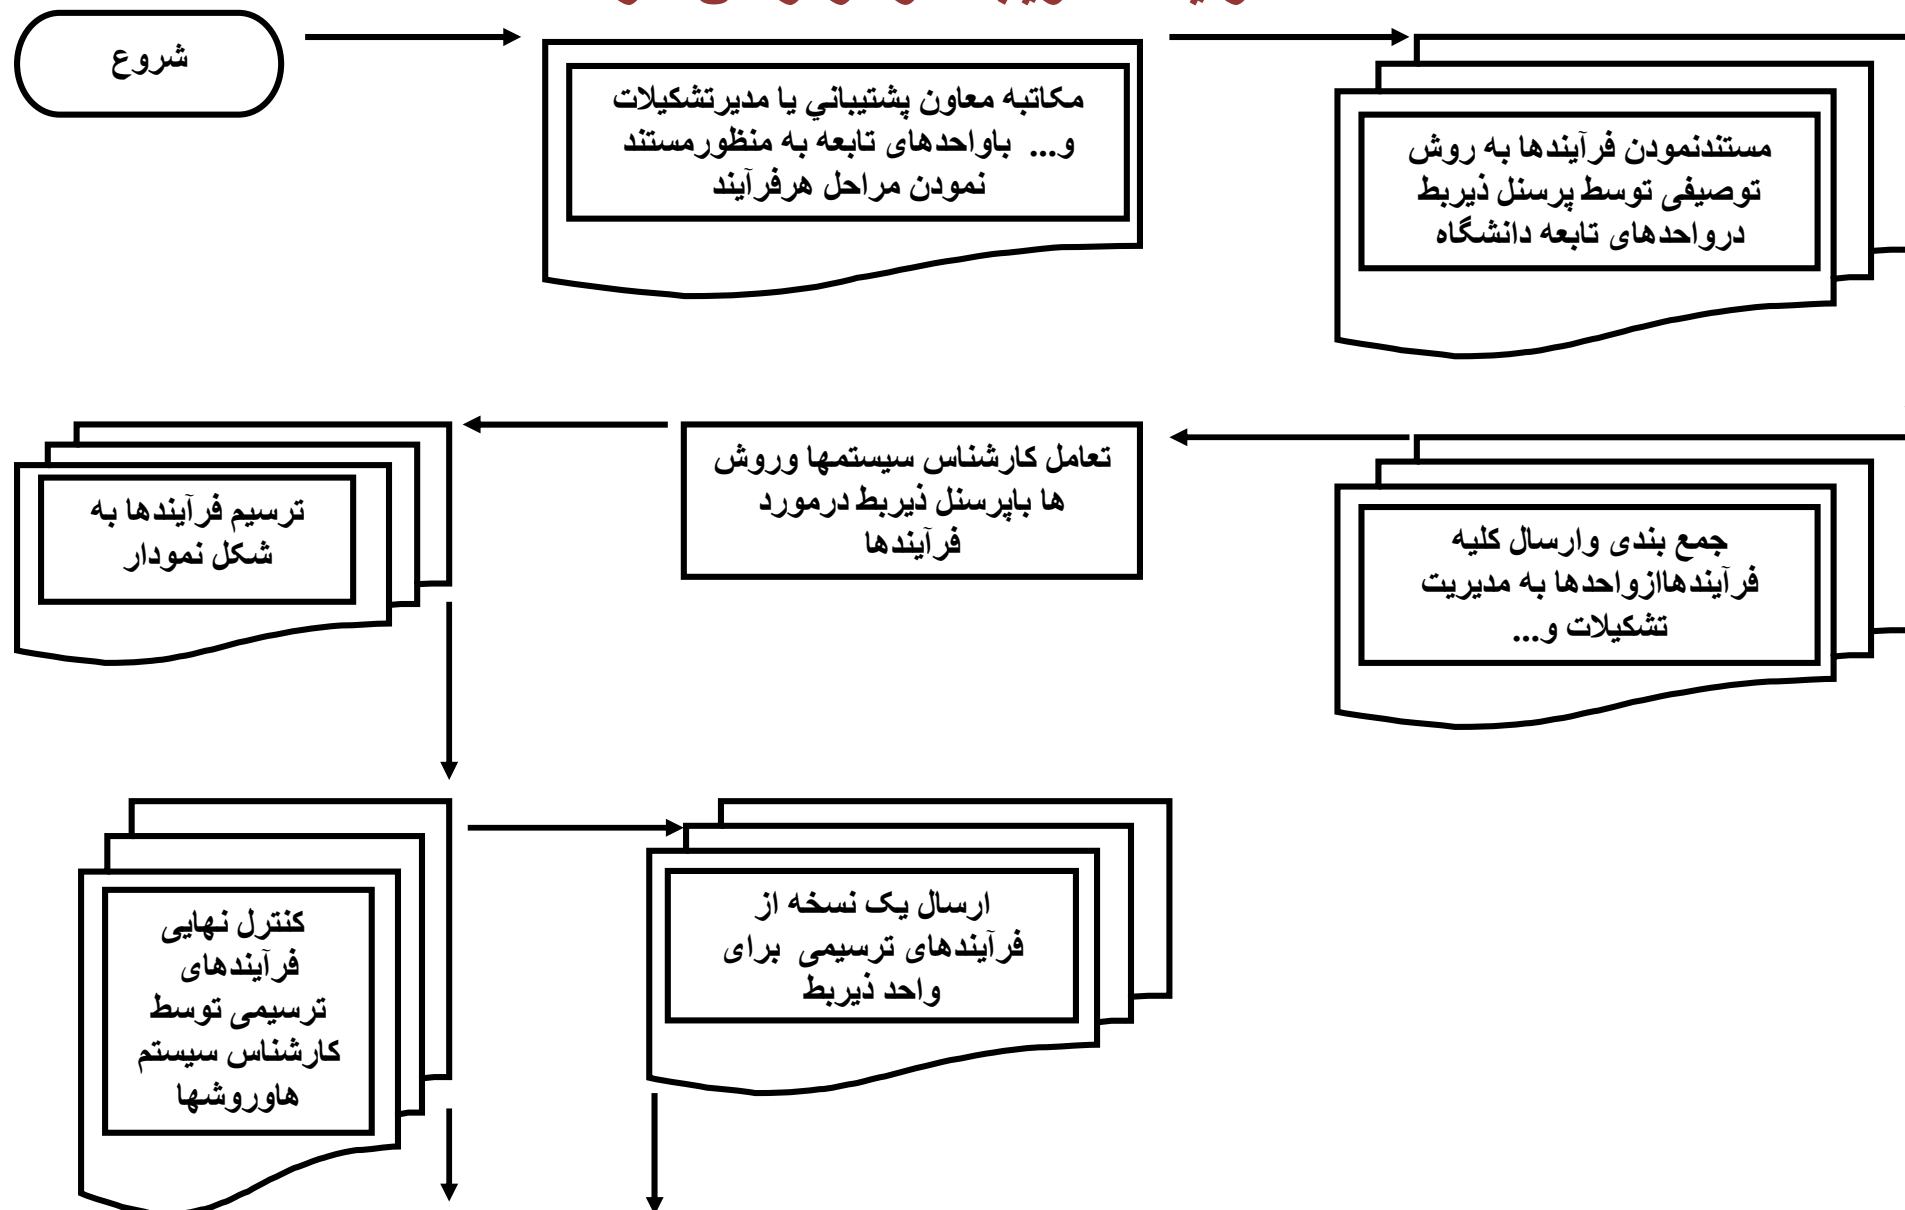 شروع
مكاتبه معاون پشتيباني يا مديرتشكيلات
و... باواحدهای تابعه به منظورمستند
نمودن مراحل هرفرآیند
مستندنمودن فرآیندها به روش
توصیفی توسط پرسنل ذیربط
درواحدهای تابعه دانشگاه
جمع بندی وارسال کلیه
فرآیندهاازواحدها به مدیریت
تشکیلات و...
تعامل کارشناس سیستمها وروش
ها باپرسنل ذیربط درمورد
فرآیندها
ترسیم فرآیندها به
شکل نمودار
کنترل نهایی
فرآیندهای
ترسیمی توسط
کارشناس سیستم
هاوروشها
ارسال یک نسخه از
فرآیندهای ترسیمی برای
واحد ذیربط